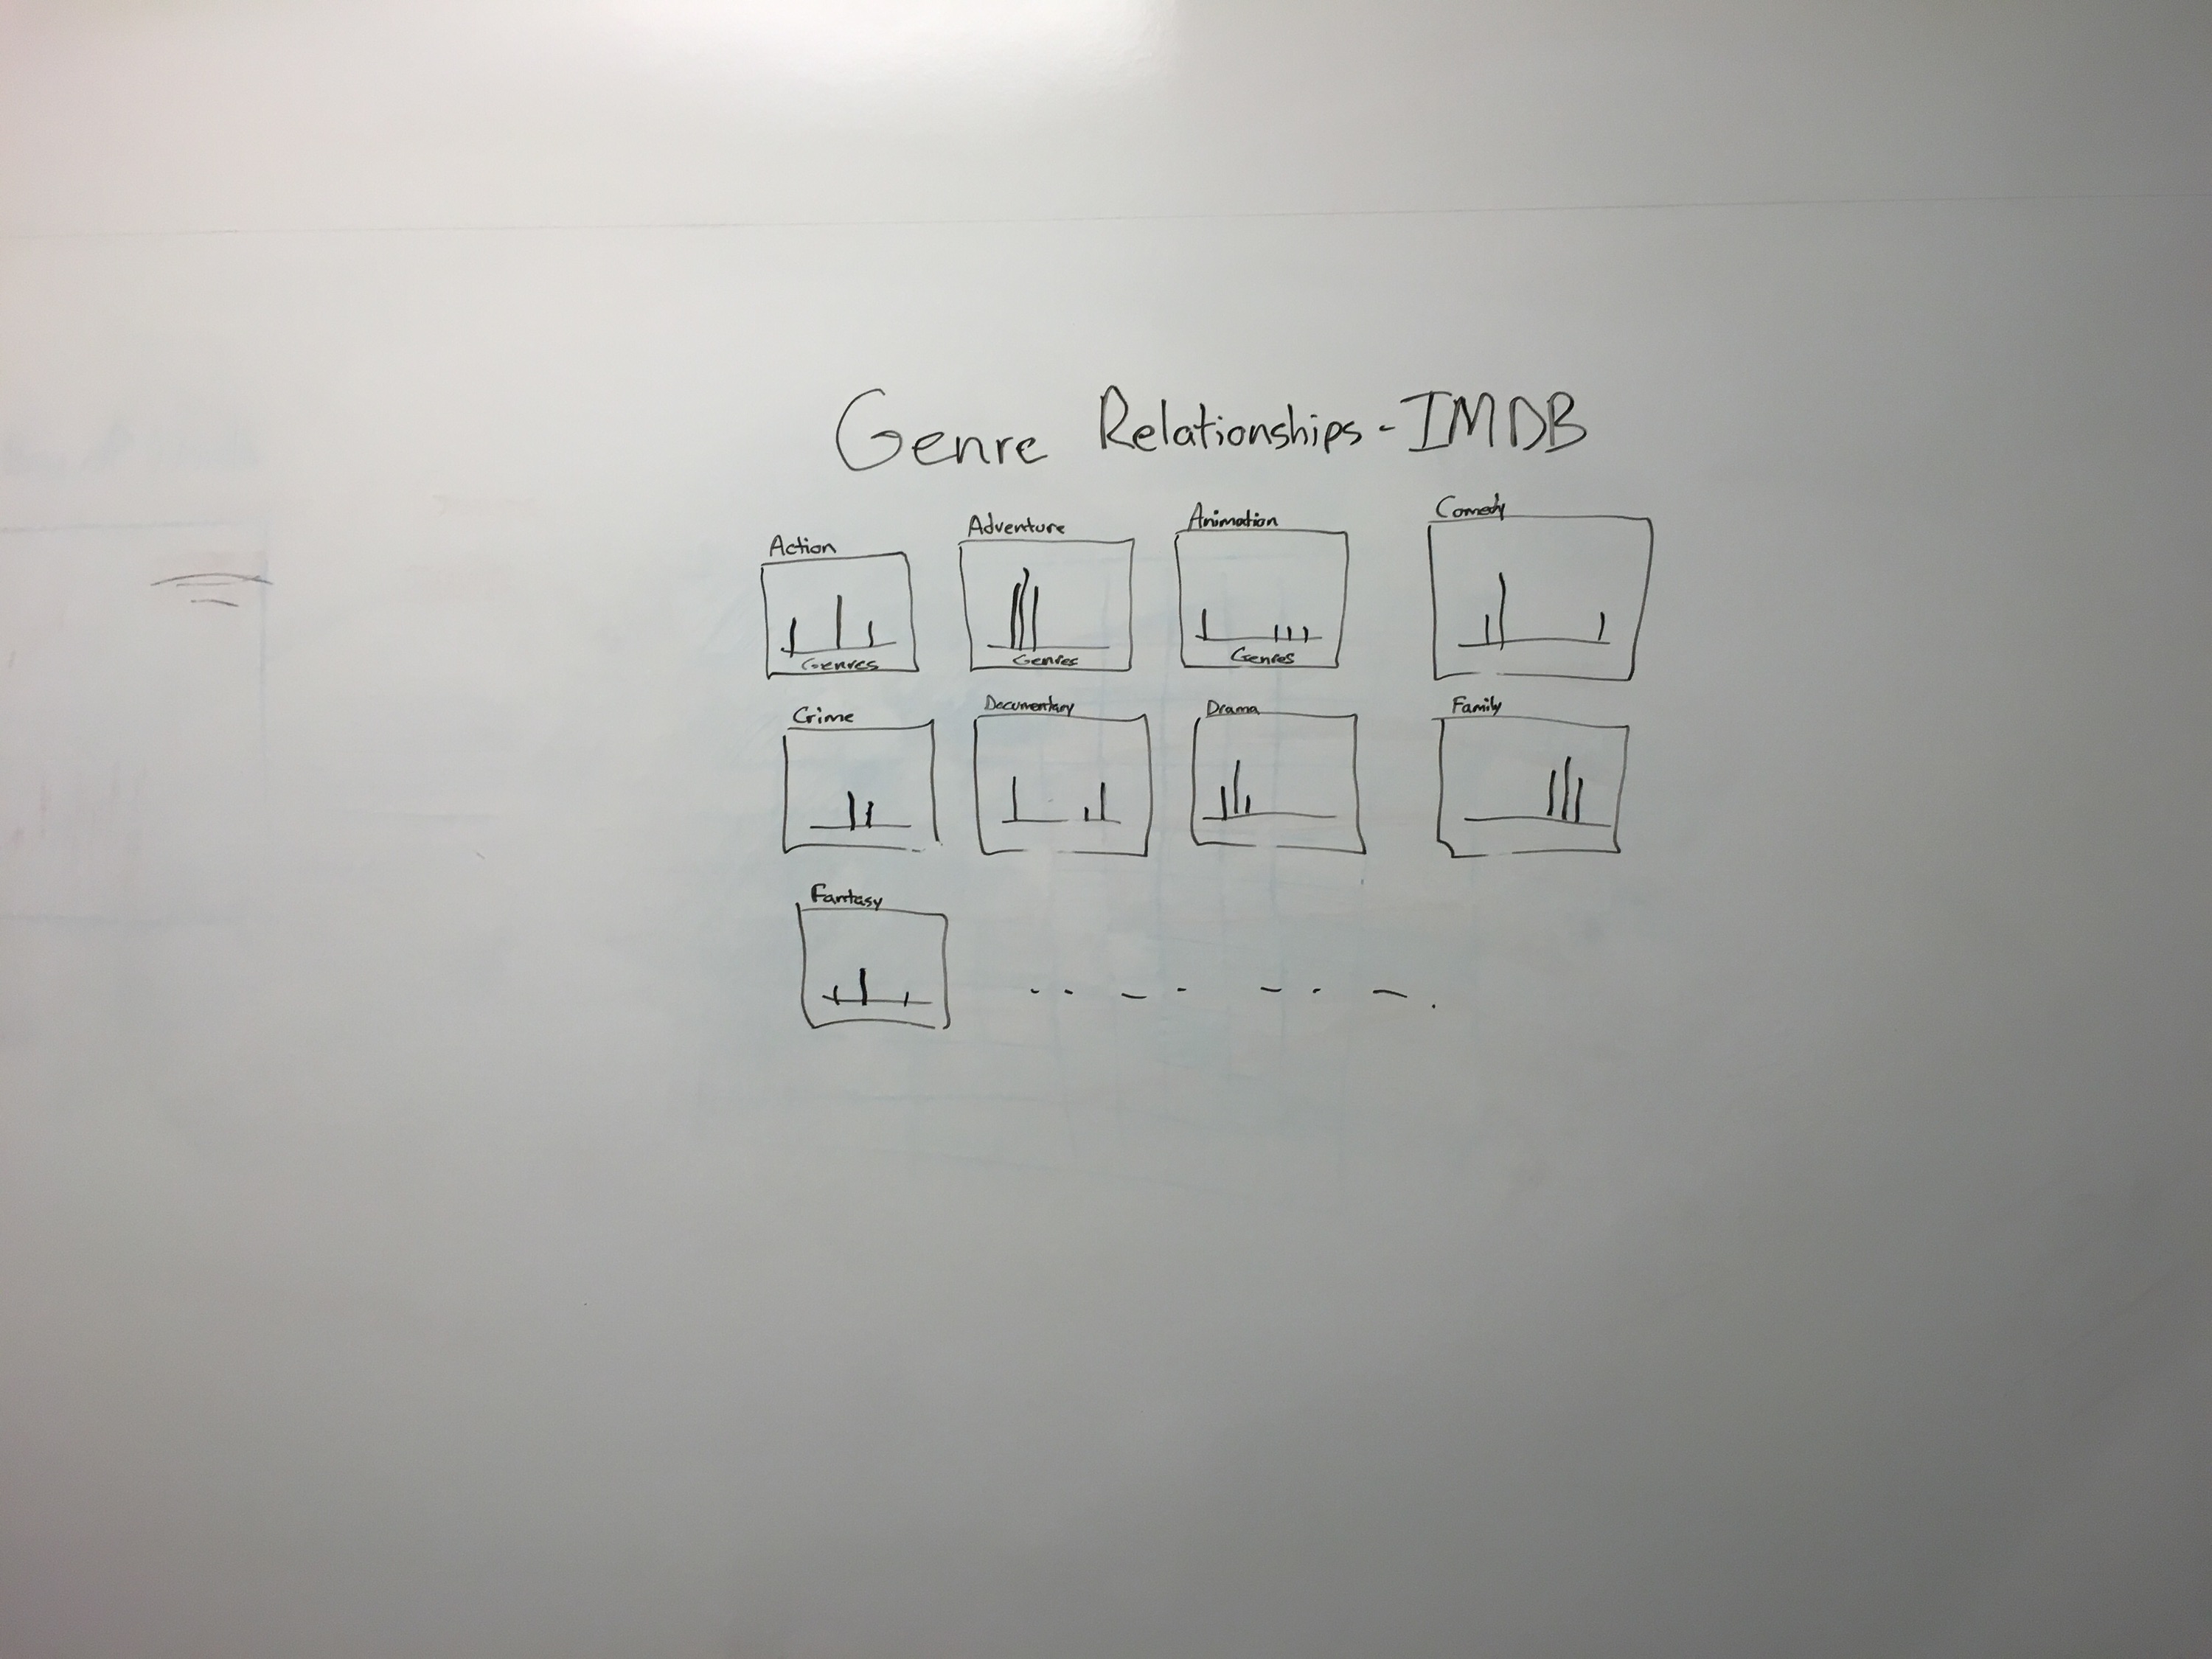 Genre Relationships - IMDB
Action
Adventure
Animation
Comedy
Genres
Genres
Genres
Crime
Documentary
Drama
Family
Fantasy